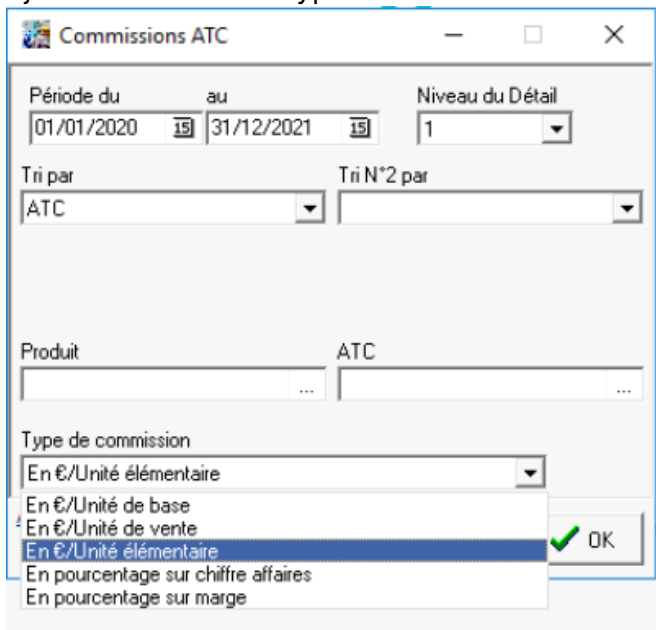 Commissions ATC
Période du au Niveau du Détail
01/01/2020 15 31/12/2021 15 1
Tri par Tri N°2 par
ATC
Produit ATC
... ...
Type de commission
En €/Unité élémentaire
En €/Unité de base
En €/Unité de vente
En €/Unité élémentaire
En pourcentage sur chiffre affaires
En pourcentage sur marge
OK